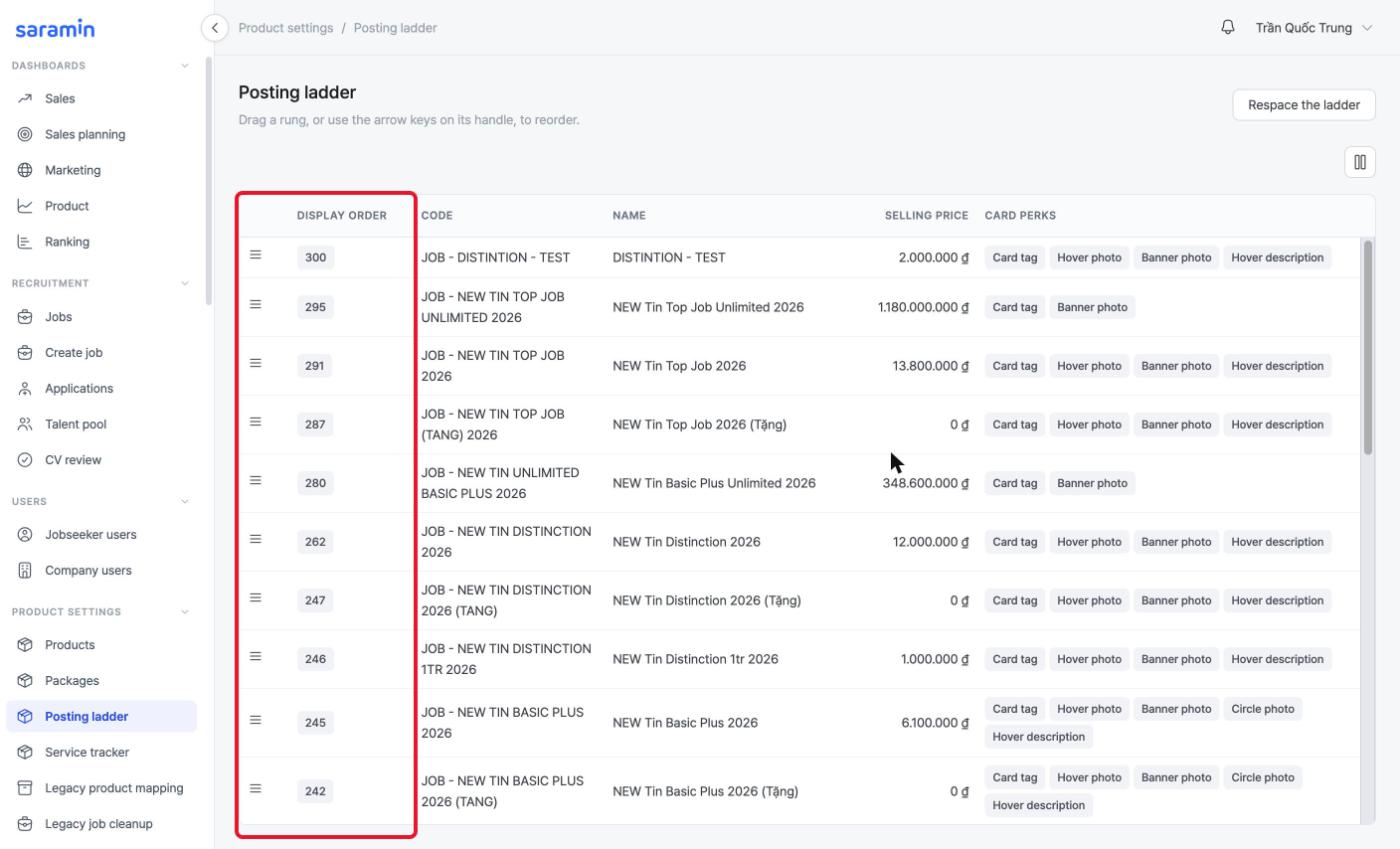 saramin
Product settings / Posting ladder
Trần Quốc Trung
DASHBOARDS
Sales
Sales planning
Marketing
Product
Ranking
RECRUITMENT
Jobs
Create job
Applications
Talent pool
CV review
USERS
Jobseeker users
Company users
PRODUCT SETTINGS
Products
Packages
Posting ladder
Service tracker
Legacy product mapping
Legacy job cleanup
Posting ladder
Drag a rung, or use the arrow keys on its handle, to reorder.
Respace the ladder
DISPLAY ORDER CODE NAME SELLING PRICE CARD PERKS
300 JOB - DISTINTION - TEST DISTINTION - TEST 2.000.000 ₫ Card tag Hover photo Banner photo Hover description
295 JOB - NEW TIN TOP JOB
UNLIMITED 2026 NEW Tin Top Job Unlimited 2026 1.180.000.000 ₫ Card tag Banner photo
291 JOB - NEW TIN TOP JOB
2026 NEW Tin Top Job 2026 13.800.000 ₫ Card tag Hover photo Banner photo Hover description
287 JOB - NEW TIN TOP JOB
(TANG) 2026 NEW Tin Top Job 2026 (Tặng) 0 ₫ Card tag Hover photo Banner photo Hover description
280 JOB - NEW TIN UNLIMITED
BASIC PLUS 2026 NEW Tin Basic Plus Unlimited 2026 348.600.000 ₫ Card tag Banner photo
262 JOB - NEW TIN DISTINCTION
2026 NEW Tin Distinction 2026 12.000.000 ₫ Card tag Hover photo Banner photo Hover description
247 JOB - NEW TIN DISTINCTION
2026 (TANG) NEW Tin Distinction 2026 (Tặng) 0 ₫ Card tag Hover photo Banner photo Hover description
246 JOB - NEW TIN DISTINCTION
1TR 2026 NEW Tin Distinction 1tr 2026 1.000.000 ₫ Card tag Hover photo Banner photo Hover description
245 JOB - NEW TIN BASIC PLUS
2026 NEW Tin Basic Plus 2026 6.100.000 ₫ Card tag Hover photo Banner photo Circle photo
Hover description
242 JOB - NEW TIN BASIC PLUS
2026 (TANG) NEW Tin Basic Plus 2026 (Tặng) 0 ₫ Card tag Hover photo Banner photo Circle photo
Hover description